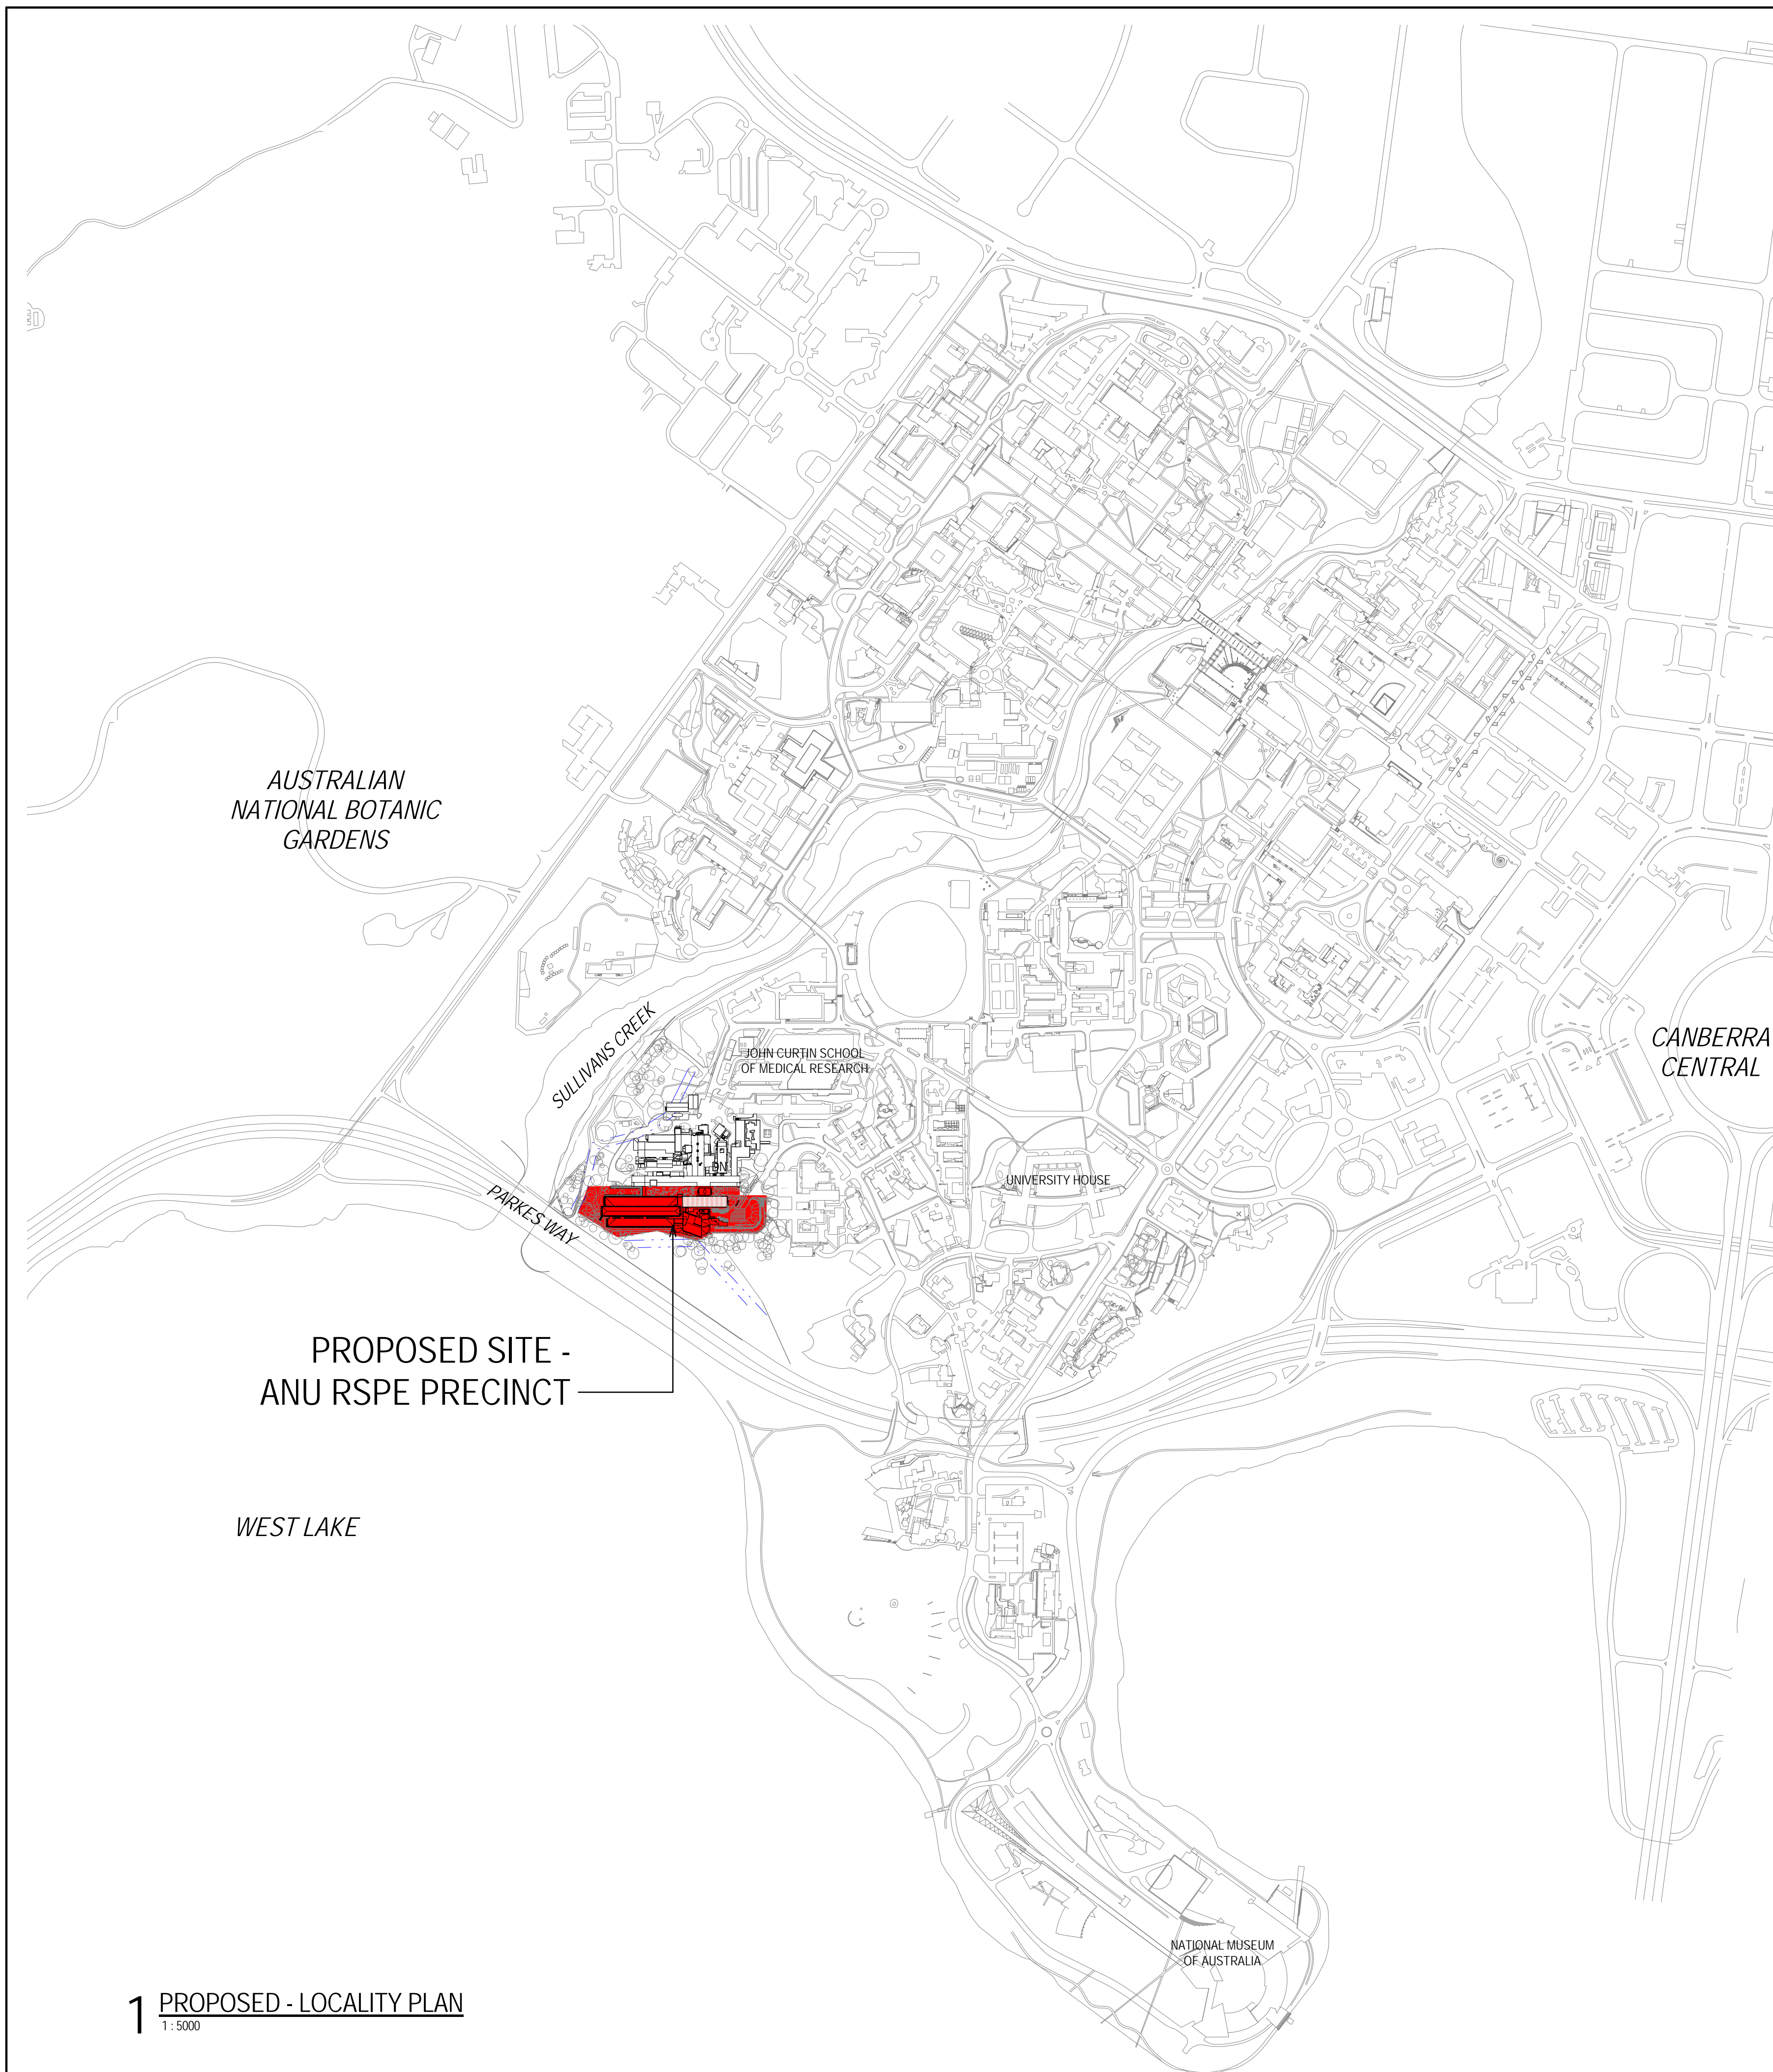 AUSTRALIAN
NATIONAL BOTANIC
GARDENS
SULLIVANS CREEK
JOHN CURTIN SCHOOL
OF MEDICAL RESEARCH
CANBERRA
CENTRAL
DN
UNIVERSITY HOUSE
PARKES WAY
PROPOSED SITE -
ANU RSPE PRECINCT
WEST LAKE
NATIONAL MUSEUM
OF AUSTRALIA
1 PROPOSED - LOCALITY PLAN
1 : 5000